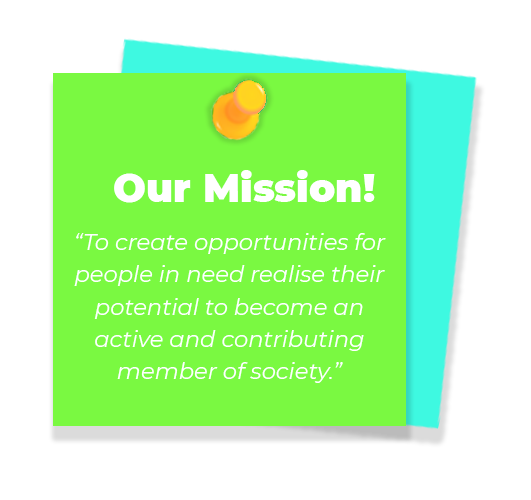 Our Mission!
“To create opportunities for
people in need realise their
potential to become an
active and contributing
member of society.”